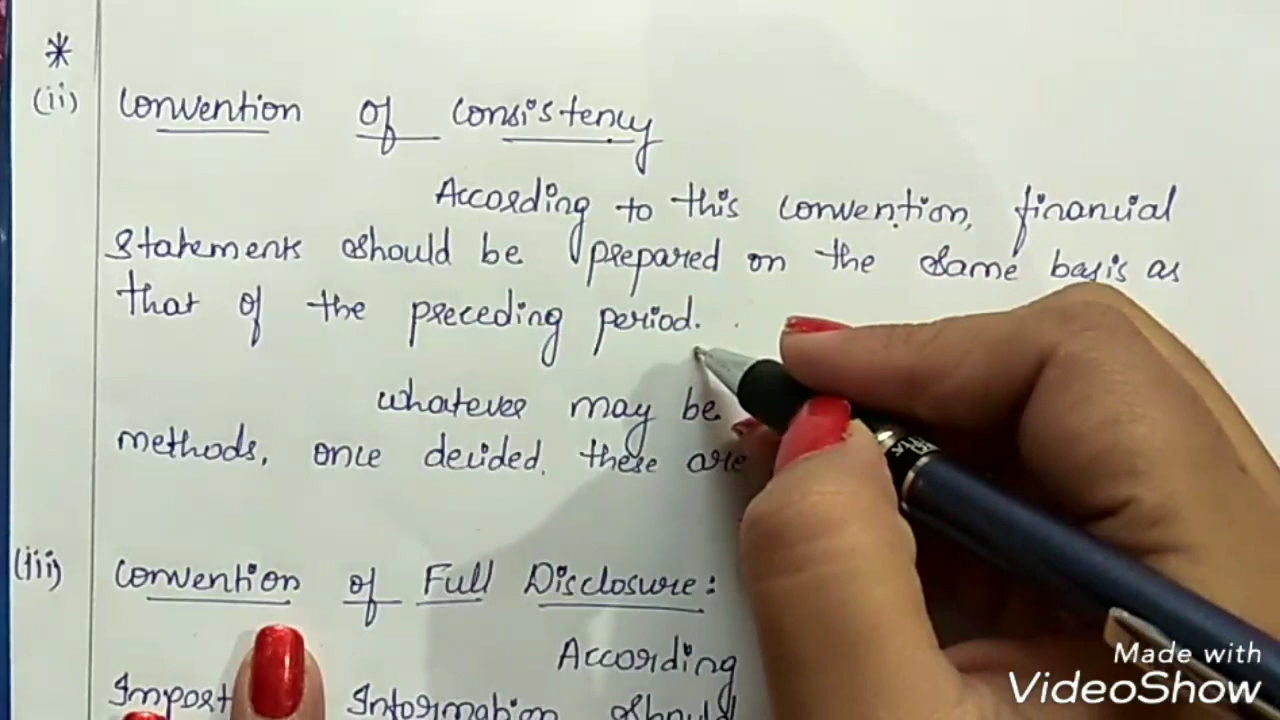 *
(ii) Convention of Consistency
According to this convention, financial
statements should be prepared on the same basis as
that of the preceding period.
whatever may be
methods, once decided, these are
(iii) Convention of Full Disclosure:
According
Information should
Made with
VideoShow